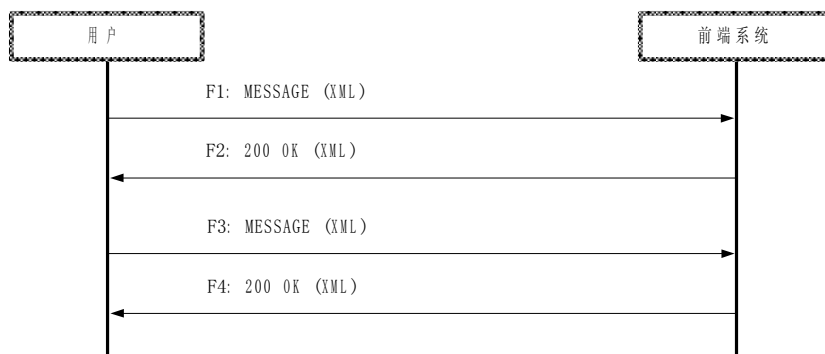 用户
前端系统
F1: MESSAGE (XML)
F2: 200 OK (XML)
F3: MESSAGE (XML)
F4: 200 OK (XML)